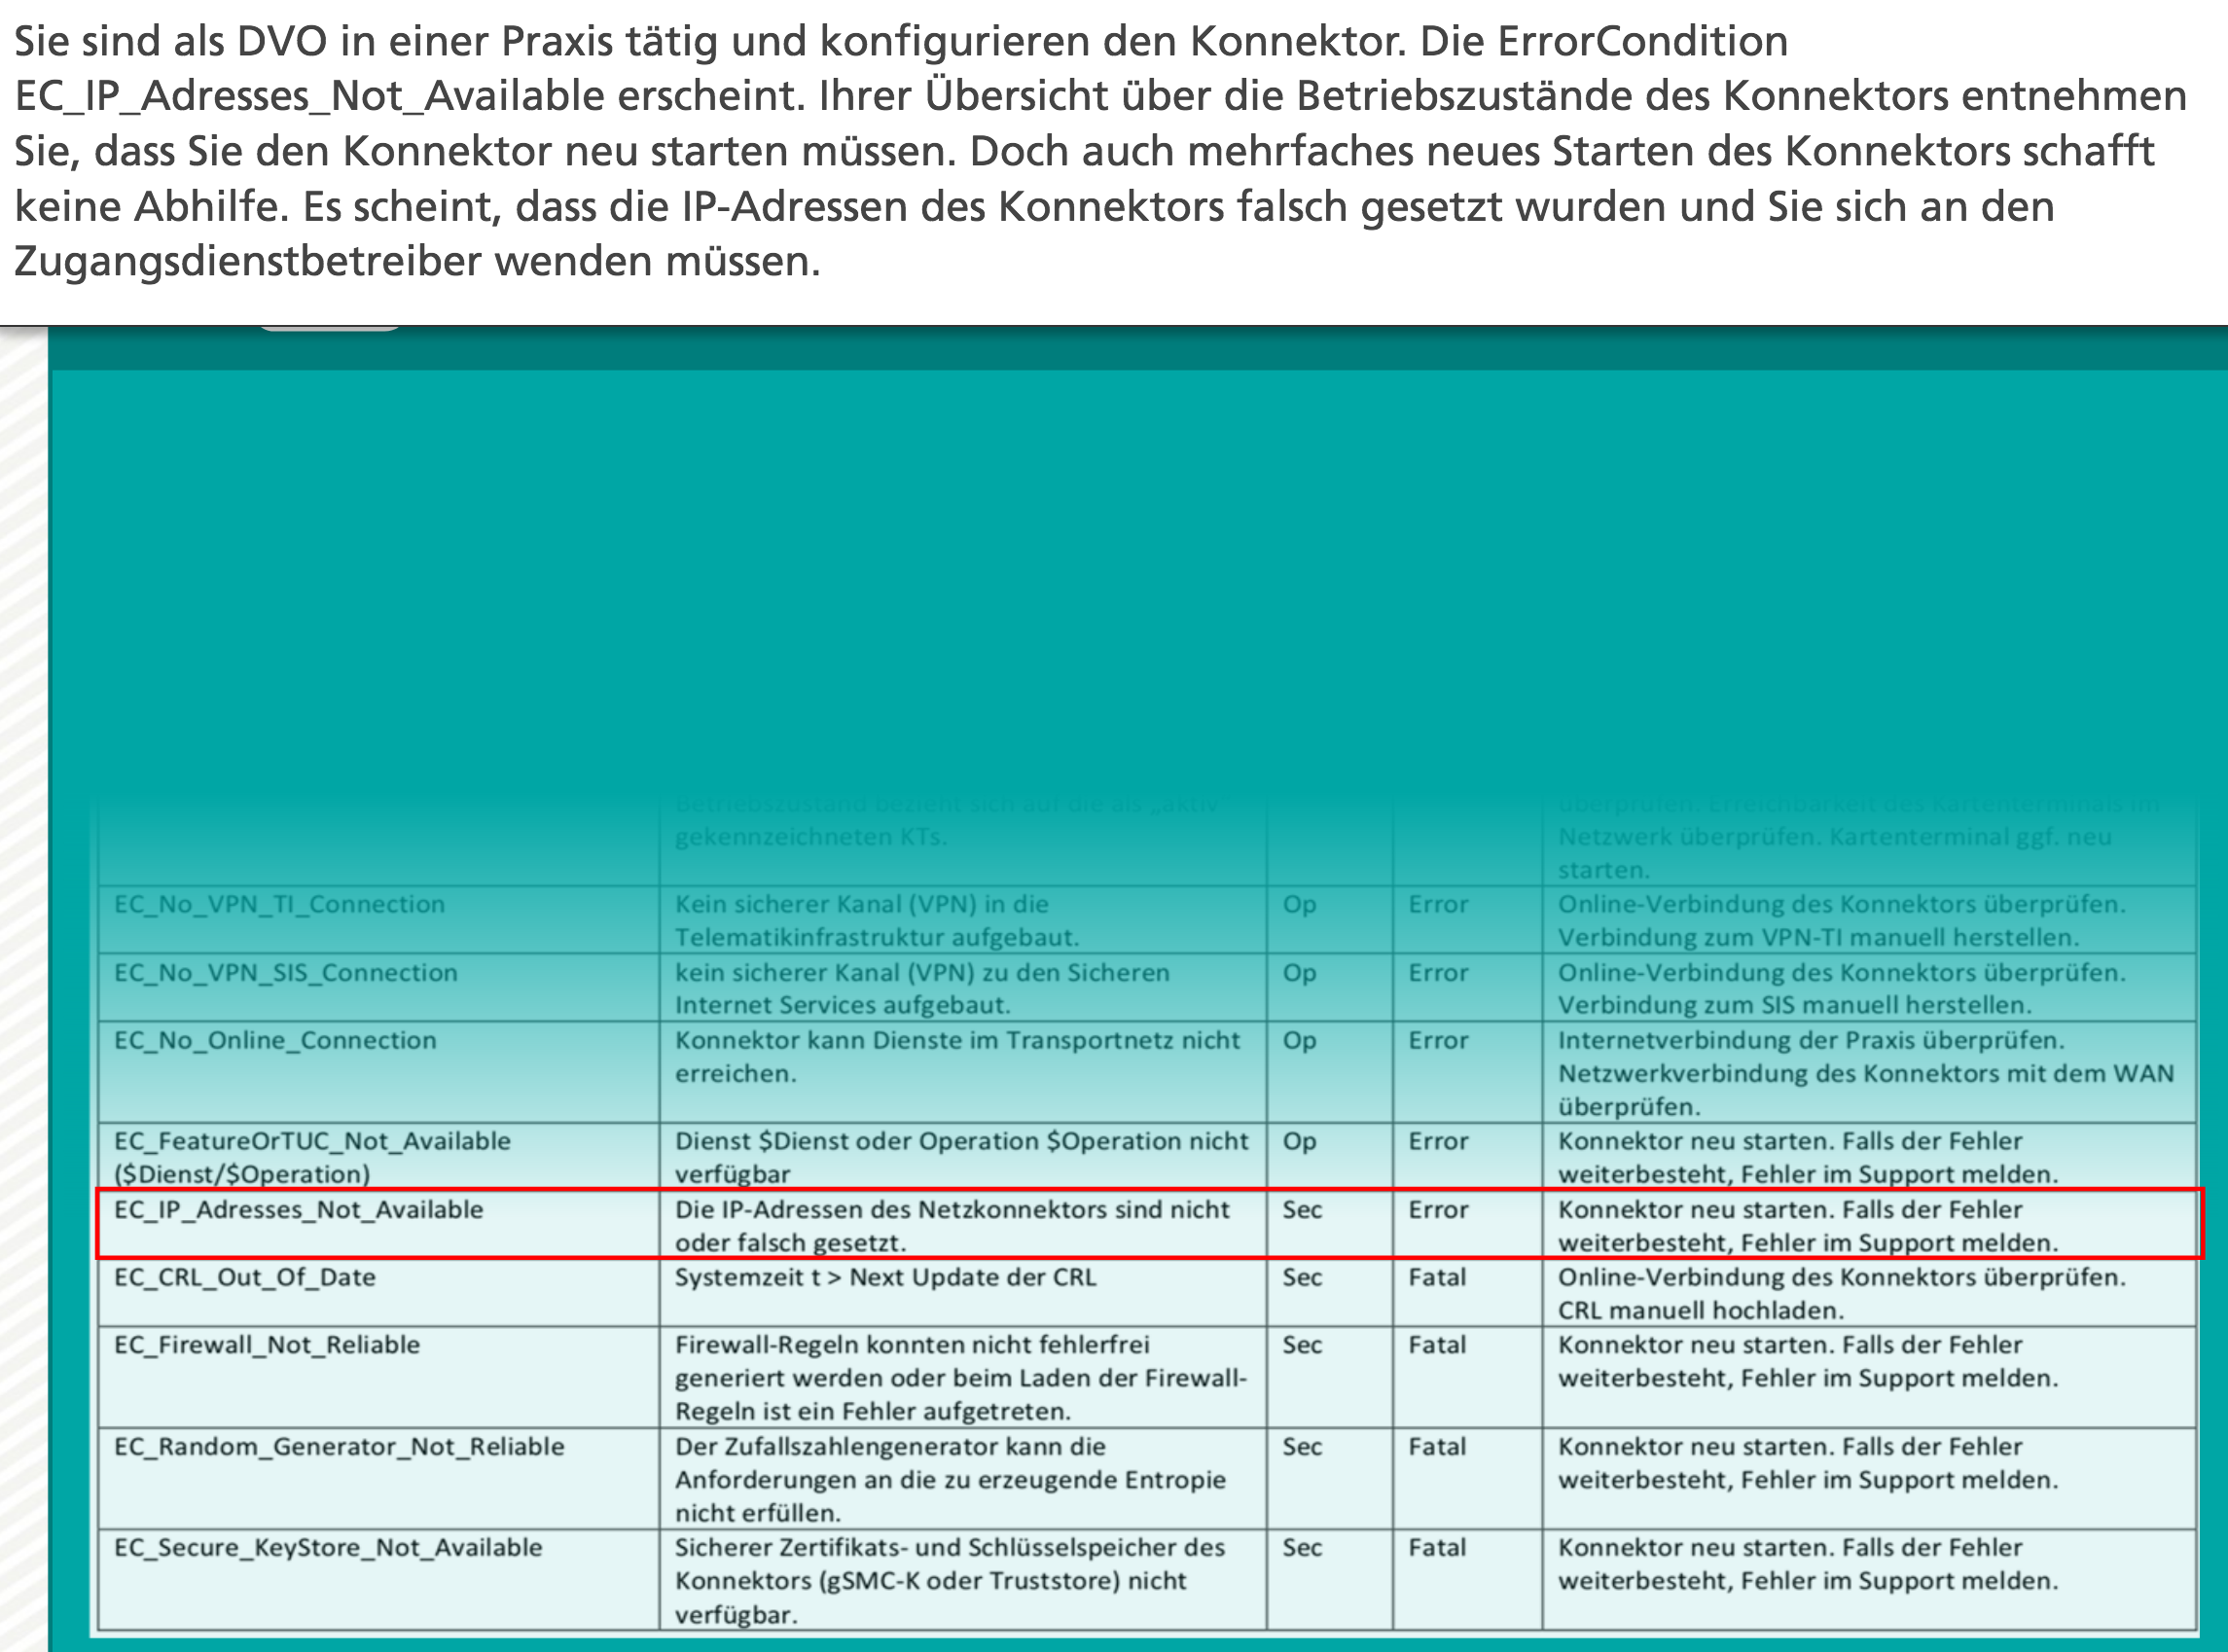 Sie sind als DVO in einer Praxis tätig und konfigurieren den Konnektor. Die ErrorCondition
EC_IP_Adresses_Not_Available erscheint. Ihrer Übersicht über die Betriebszustände des Konnektors entnehmen
Sie, dass Sie den Konnektor neu starten müssen. Doch auch mehrfaches neues Starten des Konnektors schafft
keine Abhilfe. Es scheint, dass die IP-Adressen des Konnektors falsch gesetzt wurden und Sie sich an den
Zugangsdienstbetreiber wenden müssen.
Betriebszustand bezieht sich auf die als „aktiv“
gekennzeichneten KTs.
überprüfen. Erreichbarkeit des Kartenterminals im
Netzwerk überprüfen. Kartenterminal ggf. neu
starten.
EC_No_VPN_TI_Connection
Kein sicherer Kanal (VPN) in die
Telematikinfrastruktur aufgebaut.
Op
Error
Online-Verbindung des Konnektors überprüfen.
Verbindung zum VPN-TI manuell herstellen.
EC_No_VPN_SIS_Connection
kein sicherer Kanal (VPN) zu den Sicheren
Internet Services aufgebaut.
Op
Error
Online-Verbindung des Konnektors überprüfen.
Verbindung zum SIS manuell herstellen.
EC_No_Online_Connection
Konnektor kann Dienste im Transportnetz nicht
erreichen.
Op
Error
Internetverbindung der Praxis überprüfen.
Netzwerkverbindung des Konnektors mit dem WAN
überprüfen.
EC_FeatureOrTUC_Not_Available
($Dienst/$Operation)
Dienst $Dienst oder Operation $Operation nicht
verfügbar
Op
Error
Konnektor neu starten. Falls der Fehler
weiterbesteht, Fehler im Support melden.
EC_IP_Adresses_Not_Available
Die IP-Adressen des Netzkonnektors sind nicht
oder falsch gesetzt.
Sec
Error
Konnektor neu starten. Falls der Fehler
weiterbesteht, Fehler im Support melden.
EC_CRL_Out_Of_Date
Systemzeit t > Next Update der CRL
Sec
Fatal
Online-Verbindung des Konnektors überprüfen.
CRL manuell hochladen.
EC_Firewall_Not_Reliable
Firewall-Regeln konnten nicht fehlerfrei
generiert werden oder beim Laden der Firewall-
Regeln ist ein Fehler aufgetreten.
Sec
Fatal
Konnektor neu starten. Falls der Fehler
weiterbesteht, Fehler im Support melden.
EC_Random_Generator_Not_Reliable
Der Zufallszahlengenerator kann die
Anforderungen an die zu erzeugende Entropie
nicht erfüllen.
Sec
Fatal
Konnektor neu starten. Falls der Fehler
weiterbesteht, Fehler im Support melden.
EC_Secure_KeyStore_Not_Available
Sicherer Zertifikats- und Schlüsselspeicher des
Konnektors (gSMC-K oder Truststore) nicht
verfügbar.
Sec
Fatal
Konnektor neu starten. Falls der Fehler
weiterbesteht, Fehler im Support melden.